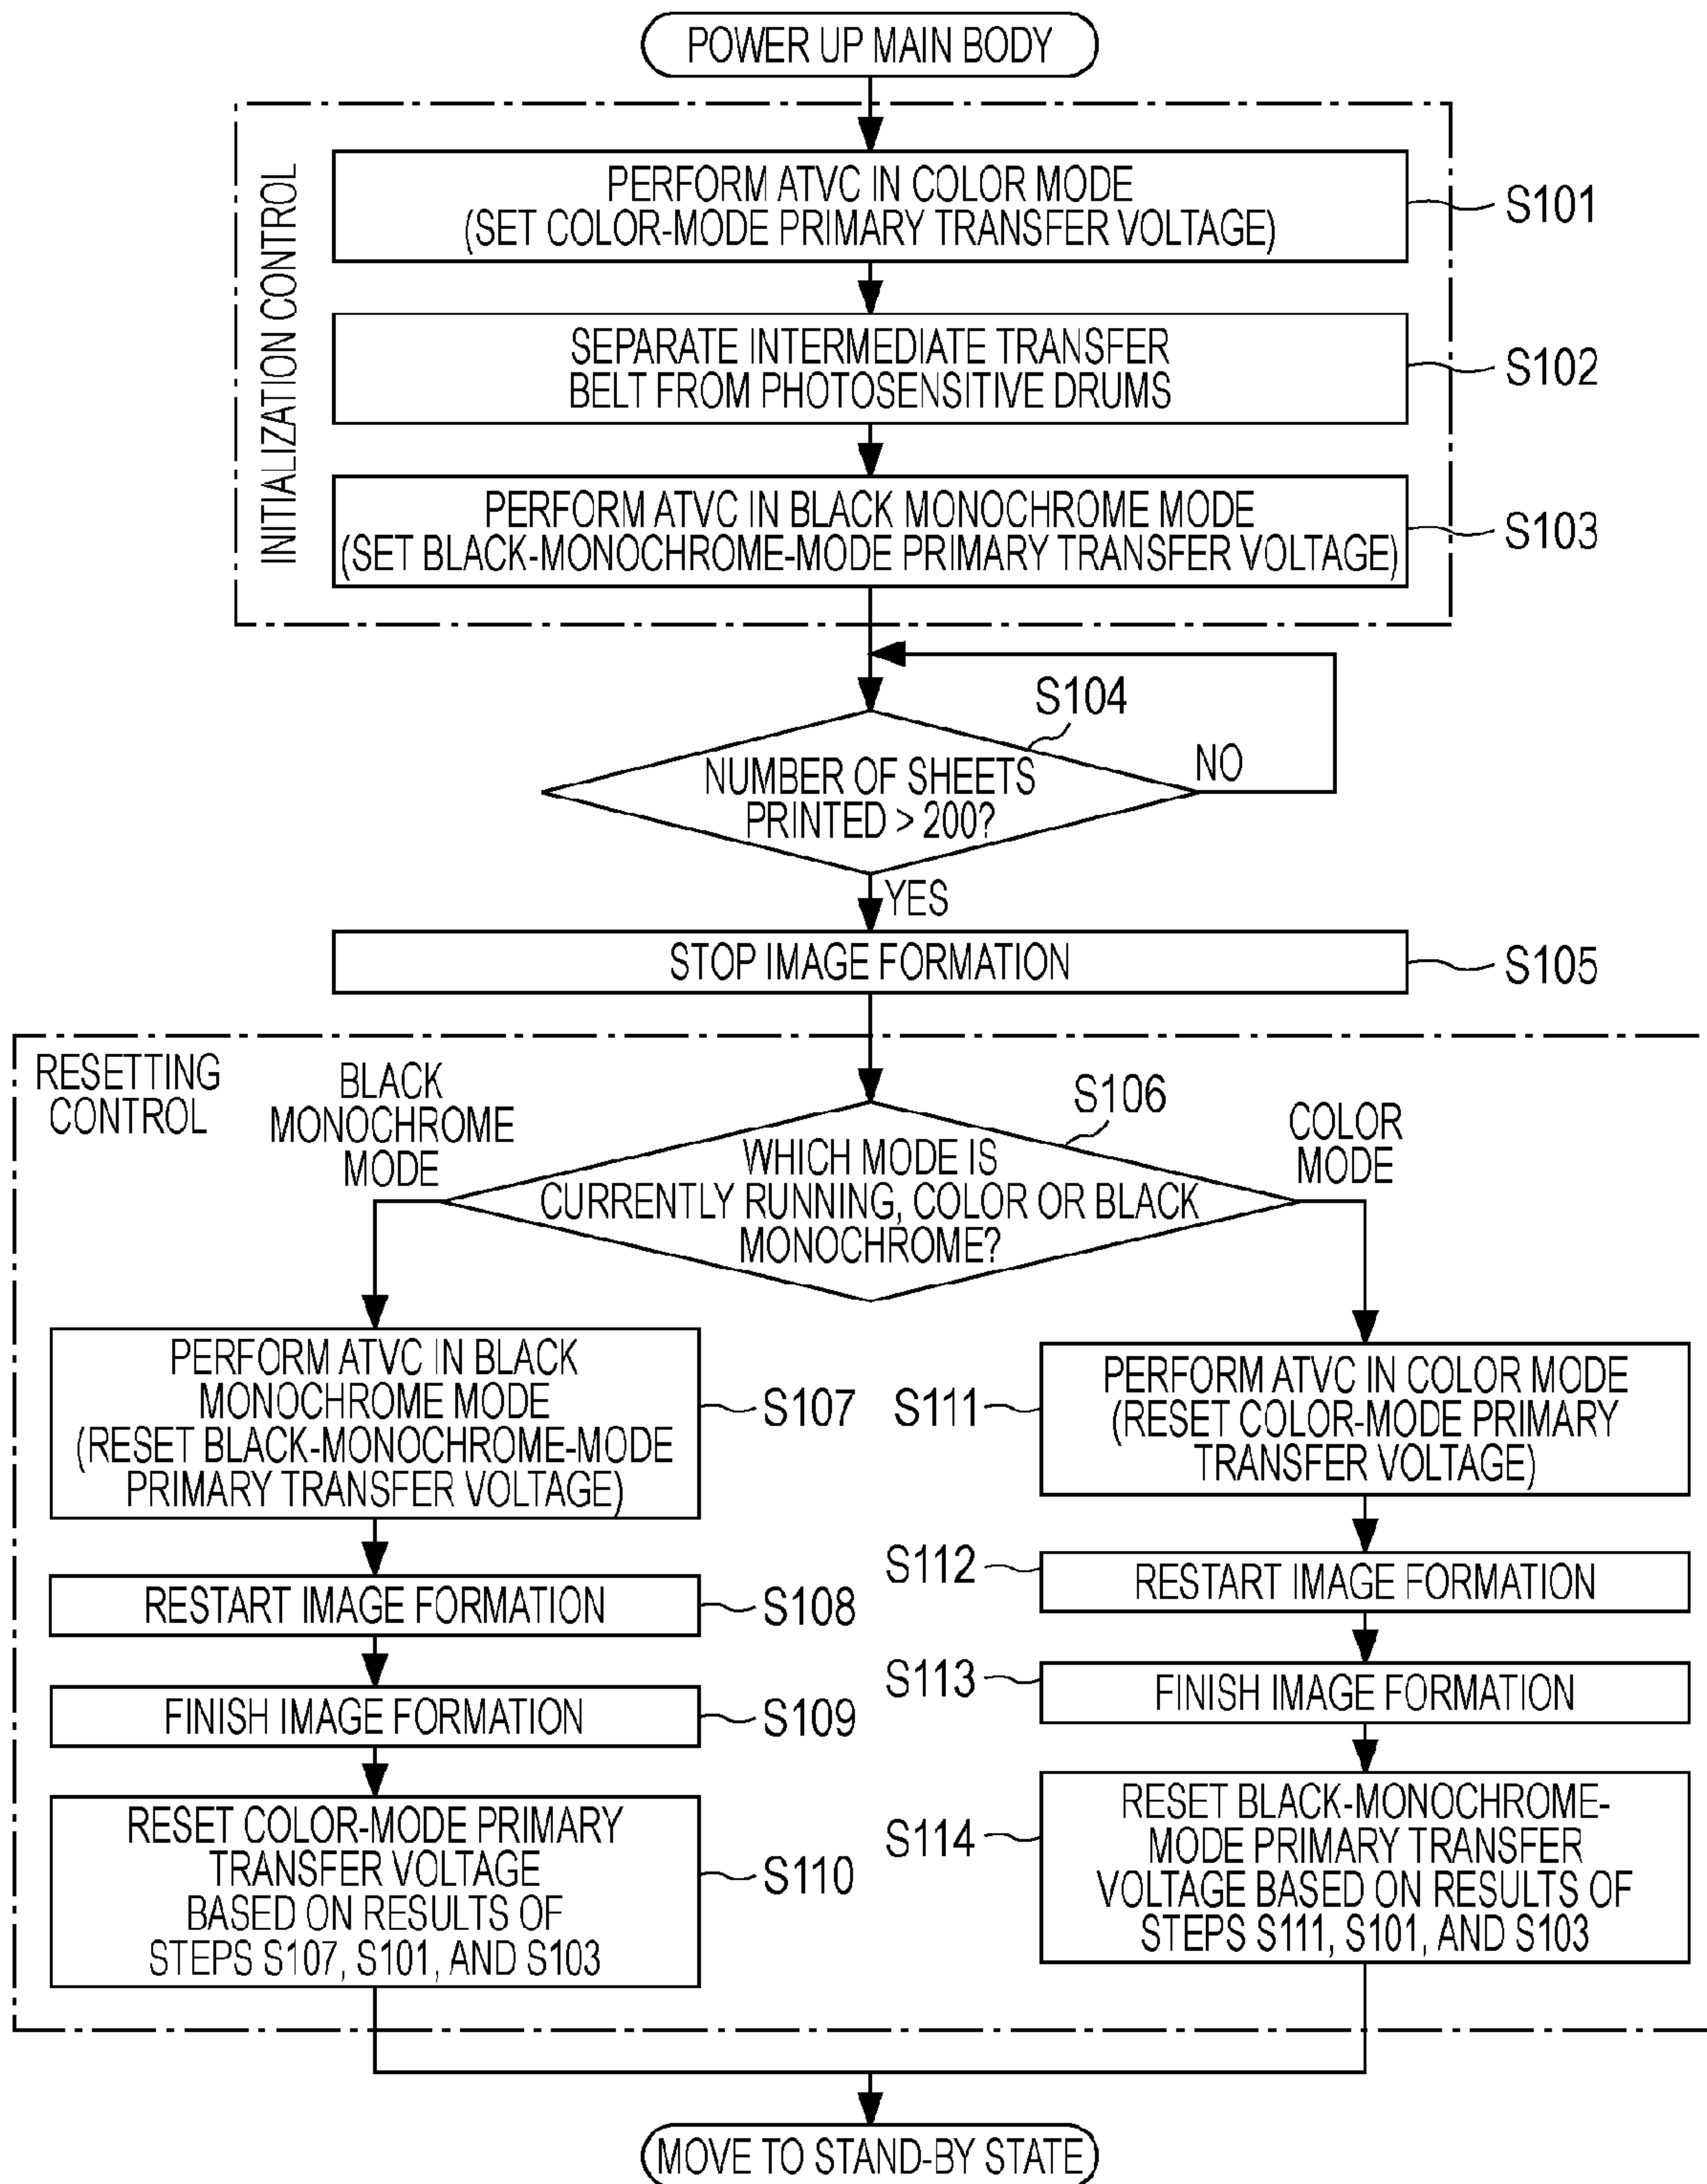 POWER UP MAIN BODY
INITIALIZATION CONTROL
PERFORM ATVC IN COLOR MODE
(SET COLOR-MODE PRIMARY TRANSFER VOLTAGE)
S101
SEPARATE INTERMEDIATE TRANSFER
BELT FROM PHOTOSENSITIVE DRUMS
S102
PERFORM ATVC IN BLACK MONOCHROME MODE
(SET BLACK-MONOCHROME-MODE PRIMARY TRANSFER VOLTAGE)
S103
S104
NUMBER OF SHEETS
PRINTED > 200?
NO
YES
STOP IMAGE FORMATION
S105
RESETTING
CONTROL
BLACK
MONOCHROME
MODE
S106
WHICH MODE IS
CURRENTLY RUNNING, COLOR OR BLACK
MONOCHROME?
COLOR
MODE
PERFORM ATVC IN BLACK
MONOCHROME MODE
(RESET BLACK-MONOCHROME-MODE
PRIMARY TRANSFER VOLTAGE)
S107
RESTART IMAGE FORMATION
S108
FINISH IMAGE FORMATION
S109
RESET COLOR-MODE PRIMARY
TRANSFER VOLTAGE
BASED ON RESULTS OF
STEPS S107, S101, AND S103
S110
S111
PERFORM ATVC IN COLOR MODE
(RESET COLOR-MODE PRIMARY
TRANSFER VOLTAGE)
S112
RESTART IMAGE FORMATION
S113
FINISH IMAGE FORMATION
S114
RESET BLACK-MONOCHROME-
MODE PRIMARY TRANSFER
VOLTAGE BASED ON RESULTS OF
STEPS S111, S101, AND S103
MOVE TO STAND-BY STATE